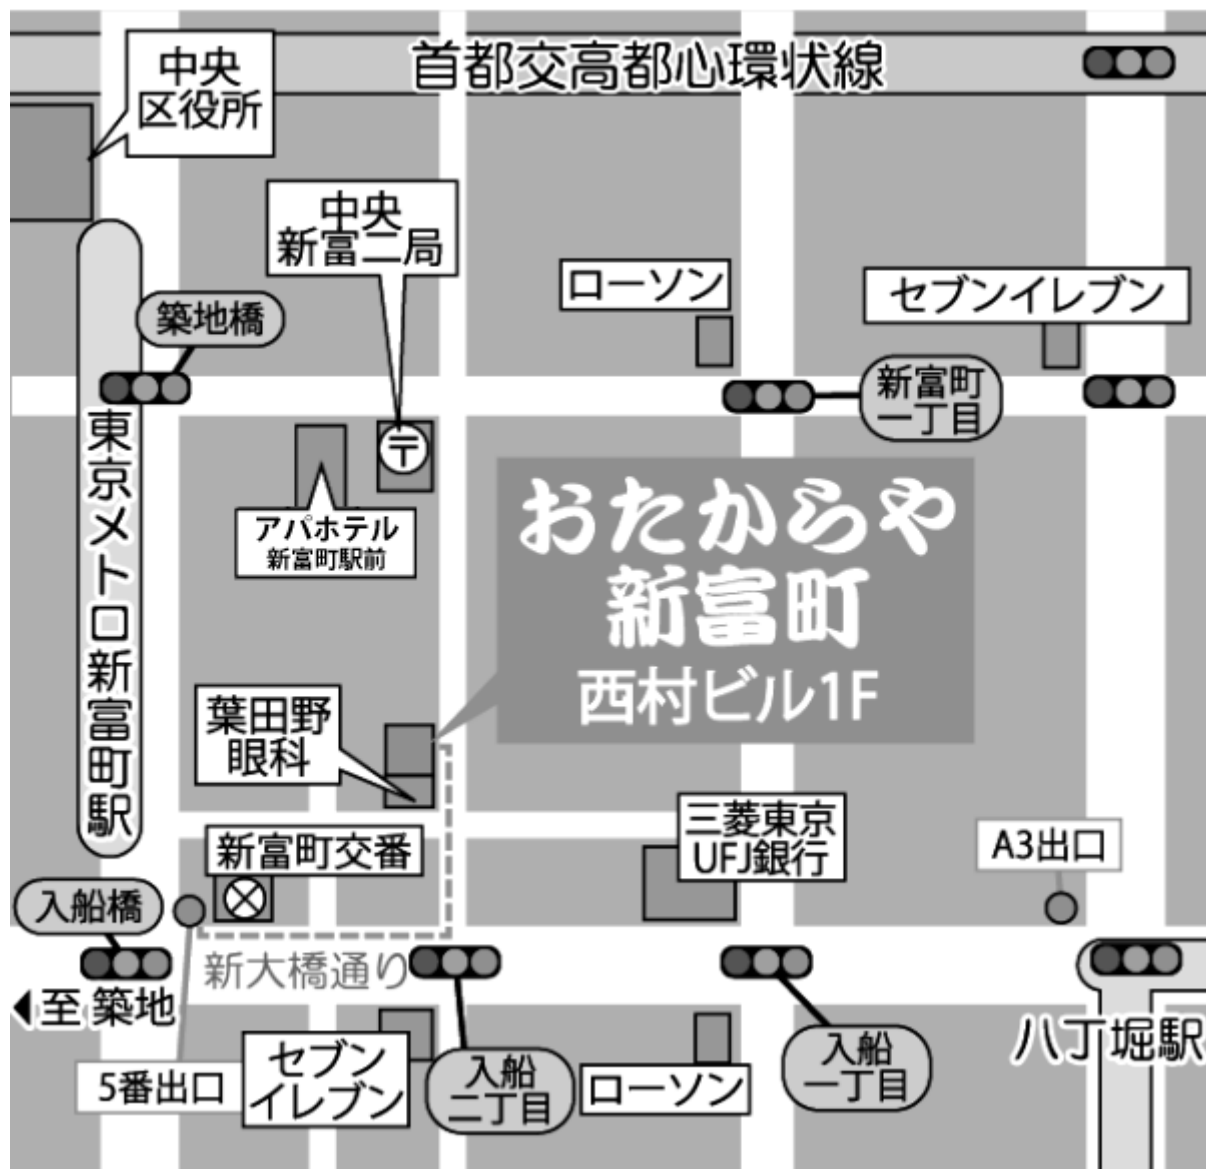 首都交高都心環状線
中央
区役所
中央
新富二局
〒
ローソン
セブンイレブン
築地橋
新富町
一丁目
東京メトロ新富町駅
アパホテル
新富町駅前
おたからや
新富町
西村ビル1F
葉田野
眼科
新富町交番
三菱東京
UFJ銀行
A3出口
入船橋
新大橋通り
至 築地
八丁堀駅
5番出口
セブン
イレブン
入船
二丁目
ローソン
入船
一丁目